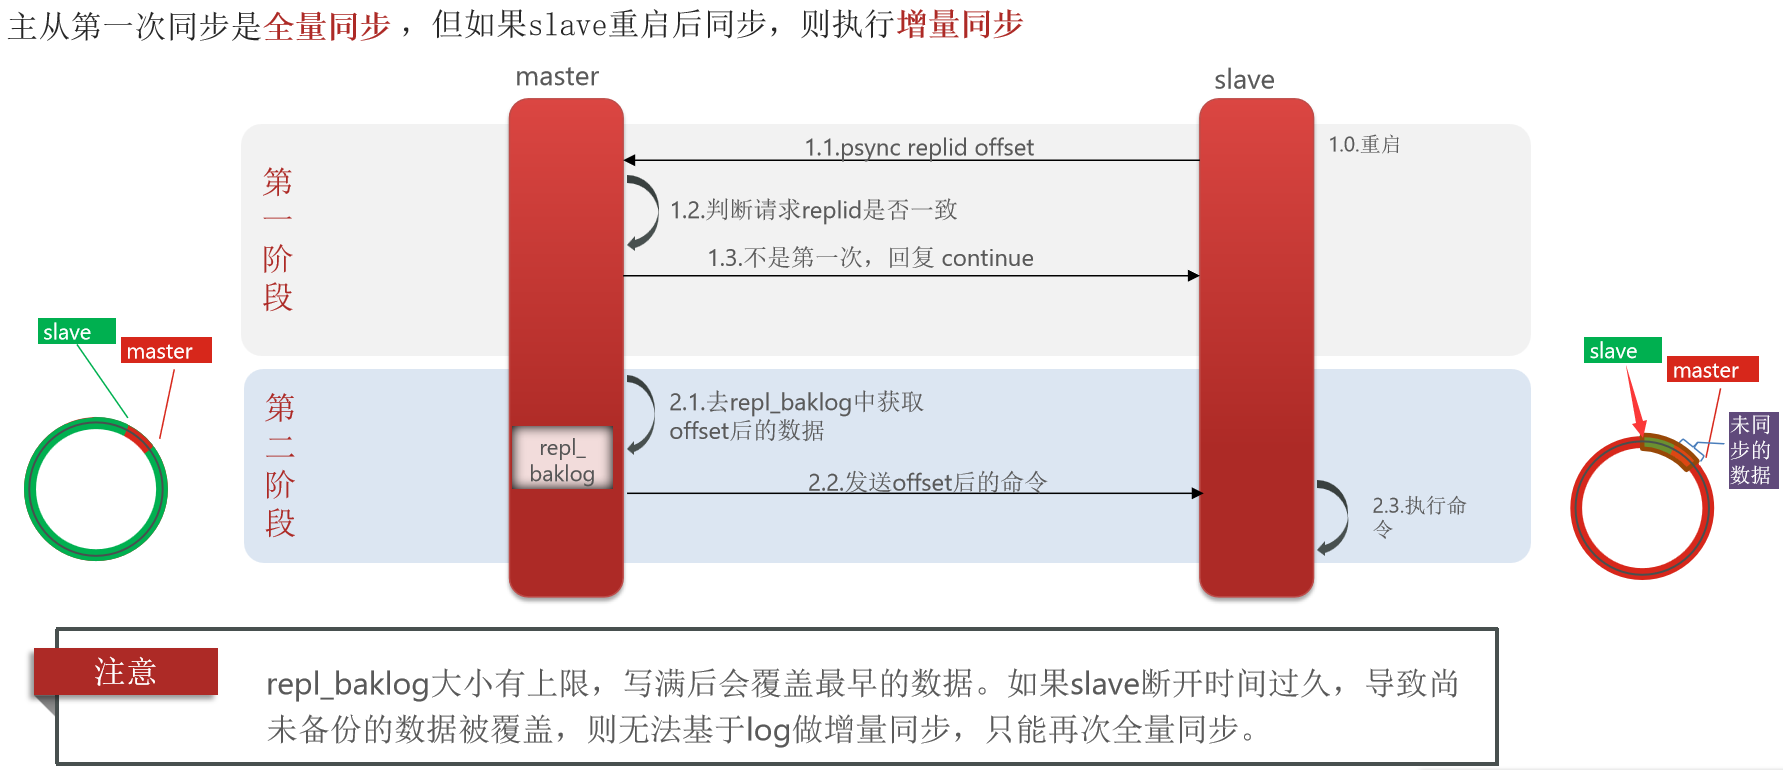 主从第一次同步是全量同步，但如果slave重启后同步，则执行增量同步
master
slave
第一阶段
1.0.重启
1.1.psync replid offset
1.2.判断请求replid是否一致
1.3.不是第一次，回复 continue
slave
master
slave
master
未同
步的
数据
第二阶段
2.1.去repl_baklog中获取
offset后的数据
repl_
baklog
2.2.发送offset后的命令
2.3.执行命
令
注意
repl_baklog大小有上限，写满后会覆盖最早的数据。如果slave断开时间过久，导致尚
未备份的数据被覆盖，则无法基于log做增量同步，只能再次全量同步。